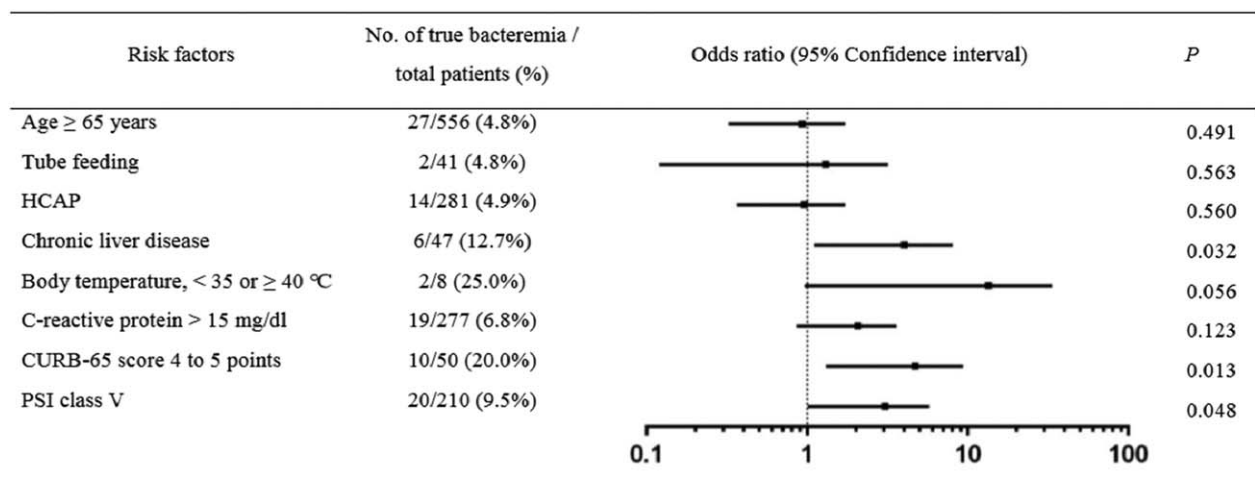 Risk factors No. of true bacteremia / total patients (%) Odds ratio (95% Confidence interval) P
Age ≥ 65 years 27/556 (4.8%) 0.491
Tube feeding 2/41 (4.8%) 0.563
HCAP 14/281 (4.9%) 0.560
Chronic liver disease 6/47 (12.7%) 0.032
Body temperature, < 35 or ≥ 40 ℃ 2/8 (25.0%) 0.056
C-reactive protein > 15 mg/dl 19/277 (6.8%) 0.123
CURB-65 score 4 to 5 points 10/50 (20.0%) 0.013
PSI class V 20/210 (9.5%) 0.048
0.1 1 10 100